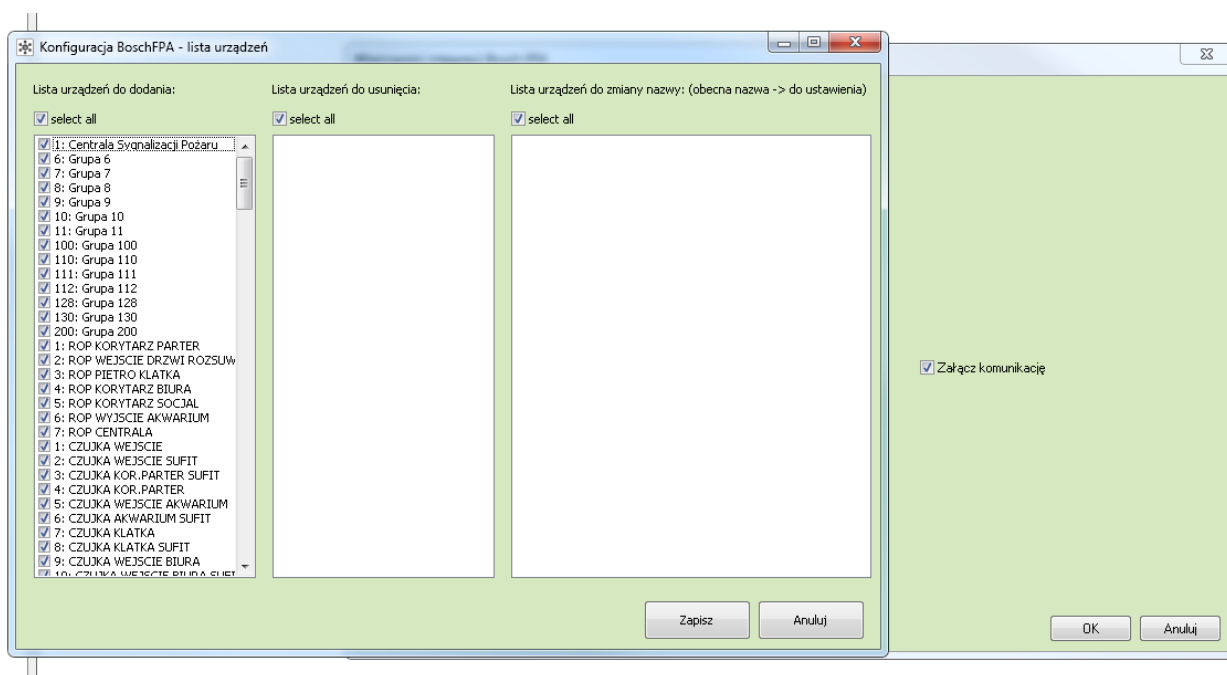 Konfiguracja BoschFPA - lista urządzeń
Lista urządzeń do dodania:
Lista urządzeń do usunięcia:
Lista urządzeń do zmiany nazwy: (obecna nazwa -> do ustawienia)
select all
select all
select all
1: Centrala Sygnalizacji Pożaru
6: Grupa 6
7: Grupa 7
8: Grupa 8
9: Grupa 9
10: Grupa 10
11: Grupa 11
100: Grupa 100
110: Grupa 110
111: Grupa 111
112: Grupa 112
128: Grupa 128
130: Grupa 130
200: Grupa 200
1: ROP KORYTARZ PARTER
2: ROP WEJSCIE DRZWI ROZSUW
3: ROP PIETRO KLATKA
4: ROP KORYTARZ BIURA
5: ROP KORYTARZ SOCJAL
6: ROP WYJSCIE AKWARIUM
7: ROP CENTRALA
1: CZUJKA WEJSCIE
2: CZUJKA WEJSCIE SUFIT
3: CZUJKA KOR.PARTER SUFIT
4: CZUJKA KOR.PARTER
5: CZUJKA WEJSCIE AKWARIUM
6: CZUJKA AKWARIUM SUFIT
7: CZUJKA KLATKA
8: CZUJKA KLATKA SUFIT
9: CZUJKA WEJSCIE BIURA
10: CZUJKA WEJSCIE BIURA SUFI
Załącz komunikację
Zapisz
Anuluj
OK
Anuluj